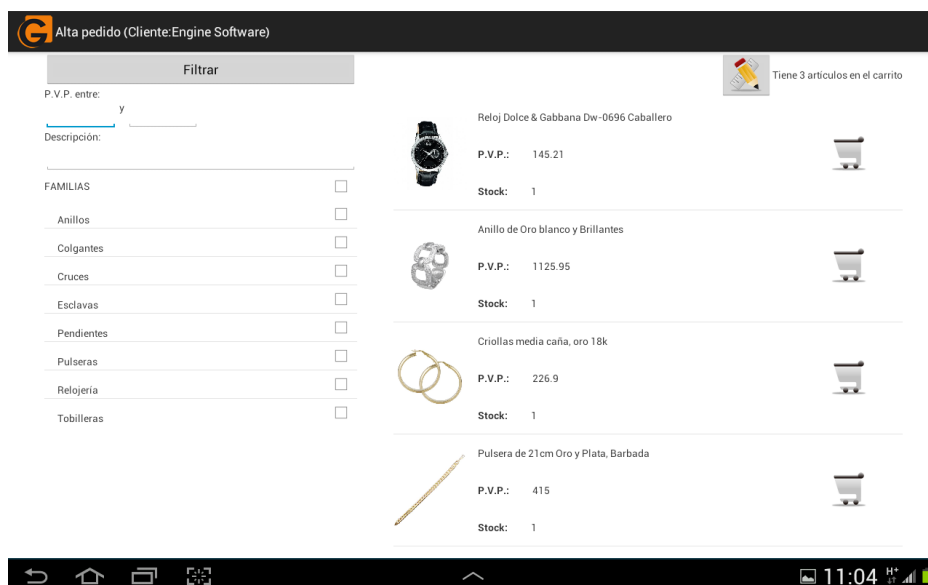 Alta pedido (Cliente:Engine Software)
Filtrar
P.V.P. entre:
y
Descripción:
FAMILIAS
Anillos
Colgantes
Cruces
Esclavas
Pendientes
Pulseras
Relojería
Tobilleras
Tiene 3 artículos en el carrito
Reloj Dolce & Gabbana Dw-0696 Caballero
P.V.P.: 145.21
Stock: 1
Anillo de Oro blanco y Brillantes
P.V.P.: 1125.95
Stock: 1
Criollas media caña, oro 18k
P.V.P.: 226.9
Stock: 1
Pulsera de 21cm Oro y Plata, Barbada
P.V.P.: 415
Stock: 1
11:04 H+